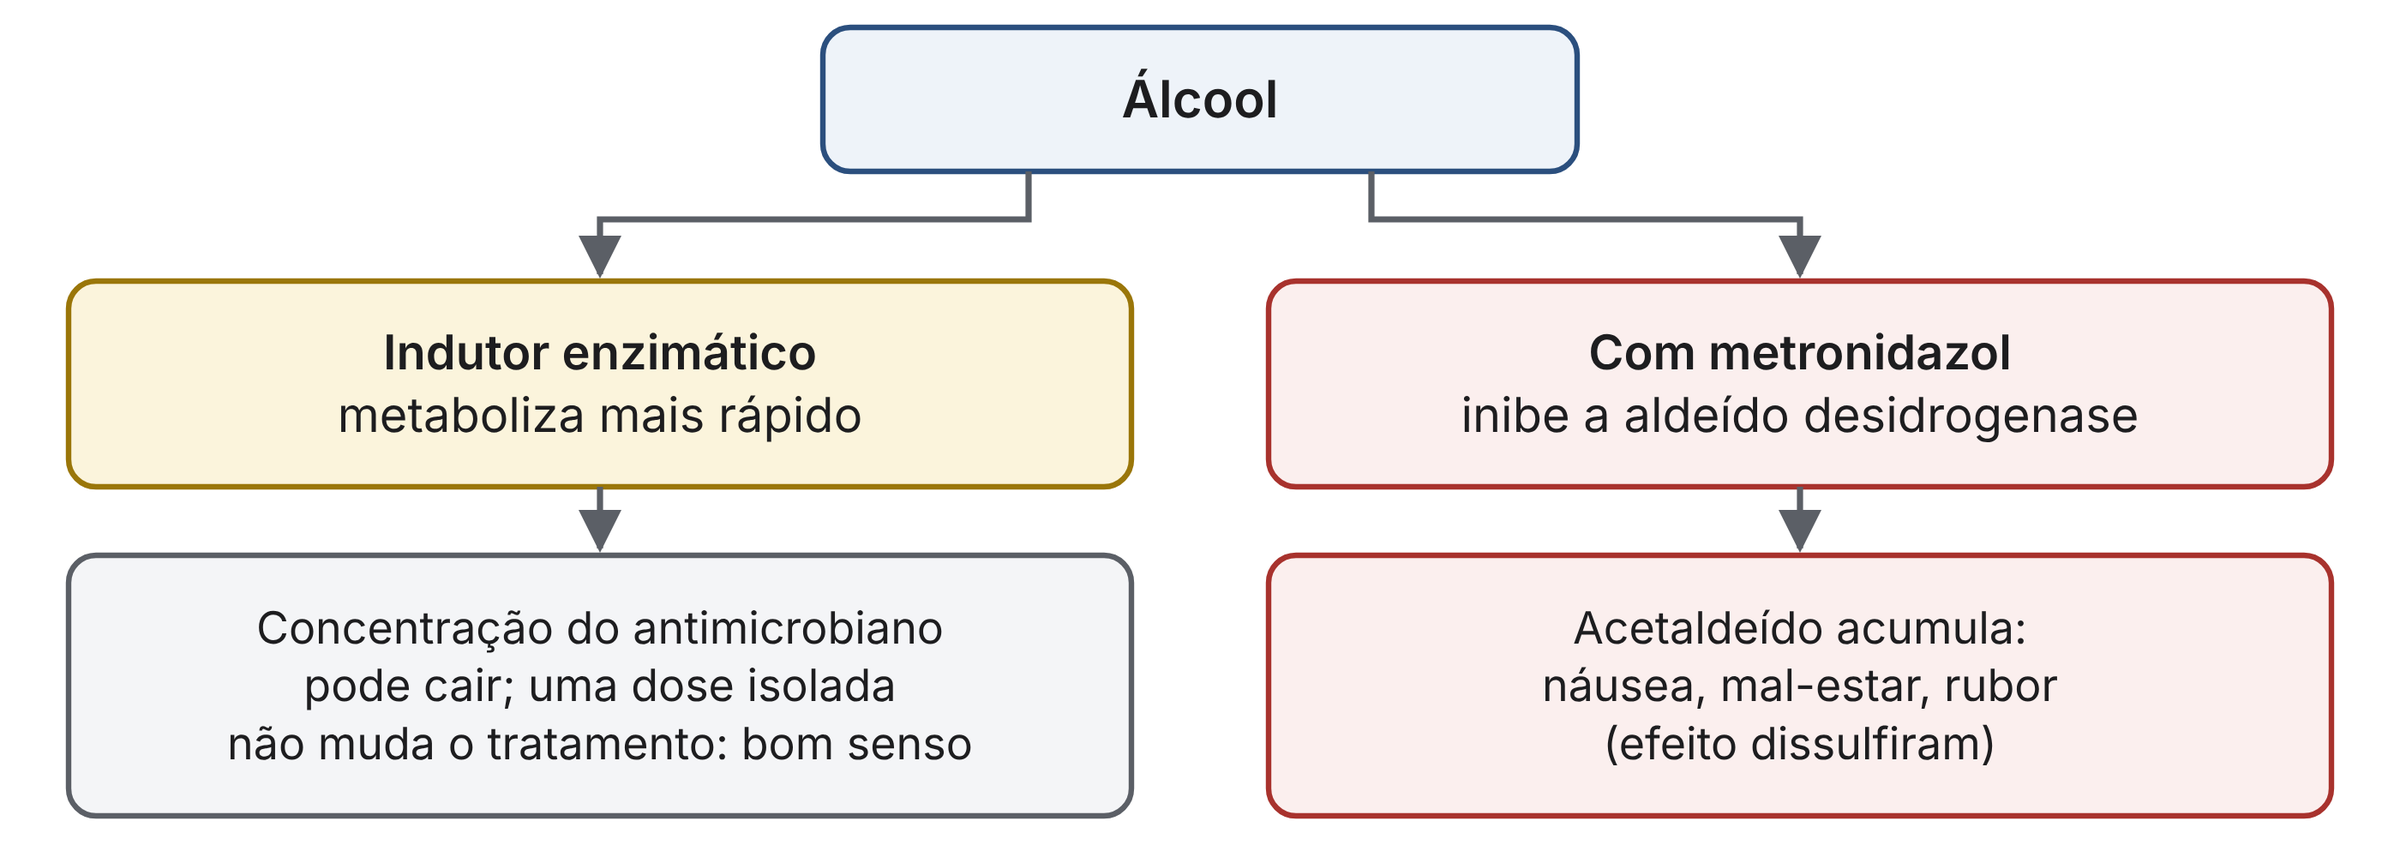 Álcool
Indutor enzimático
metaboliza mais rápido
Com metronidazol
inibe a aldeído desidrogenase
Concentração do antimicrobiano
pode cair; uma dose isolada
não muda o tratamento: bom senso
Acetaldeído acumula:
náusea, mal-estar, rubor
(efeito dissulfiram)